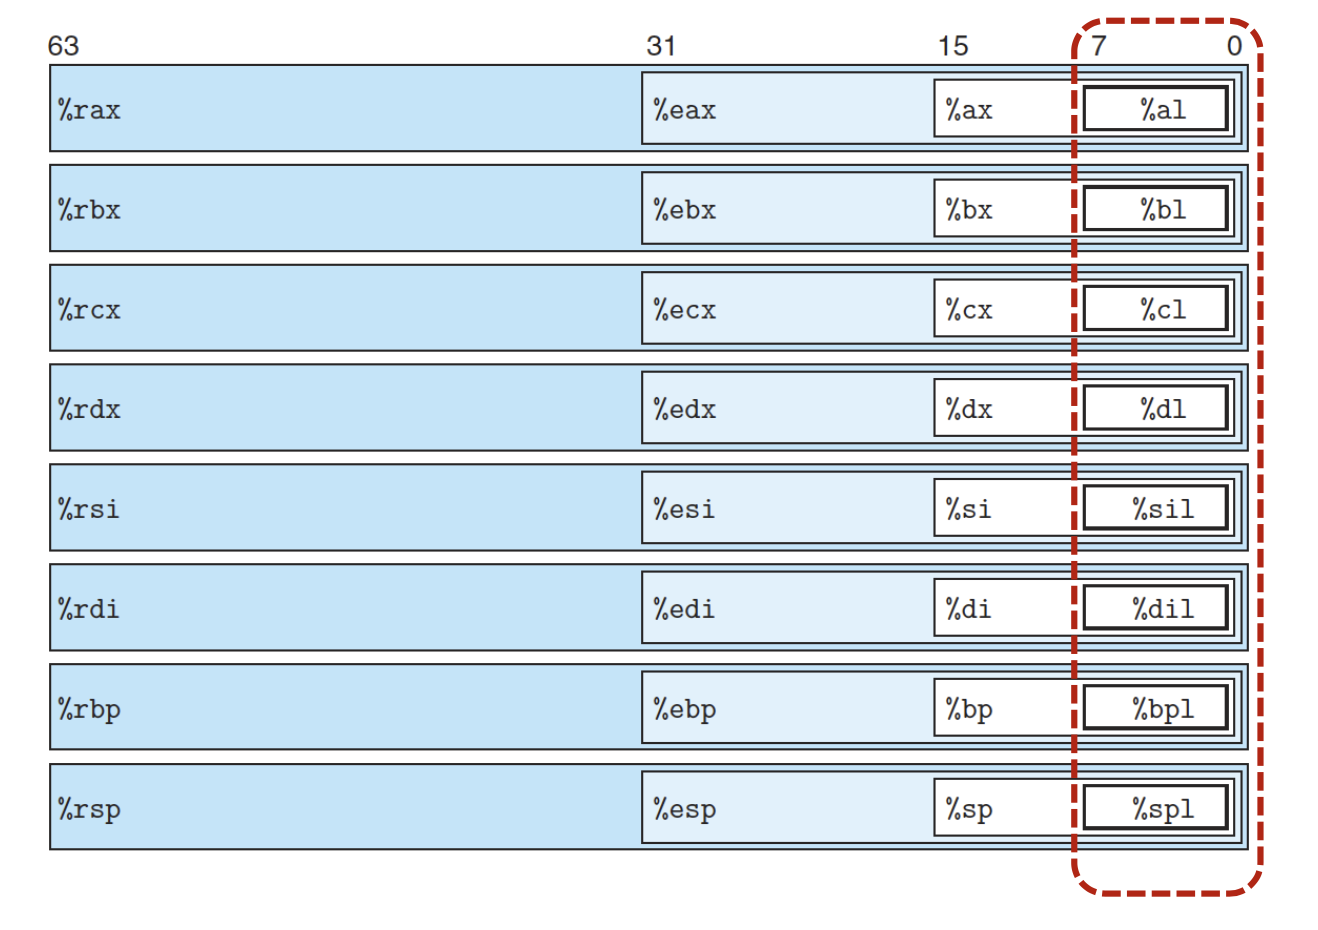 63 31 15 7 0
%rax %eax %ax %al
%rbx %ebx %bx %bl
%rcx %ecx %cx %cl
%rdx %edx %dx %dl
%rsi %esi %si %sil
%rdi %edi %di %dil
%rbp %ebp %bp %bpl
%rsp %esp %sp %spl